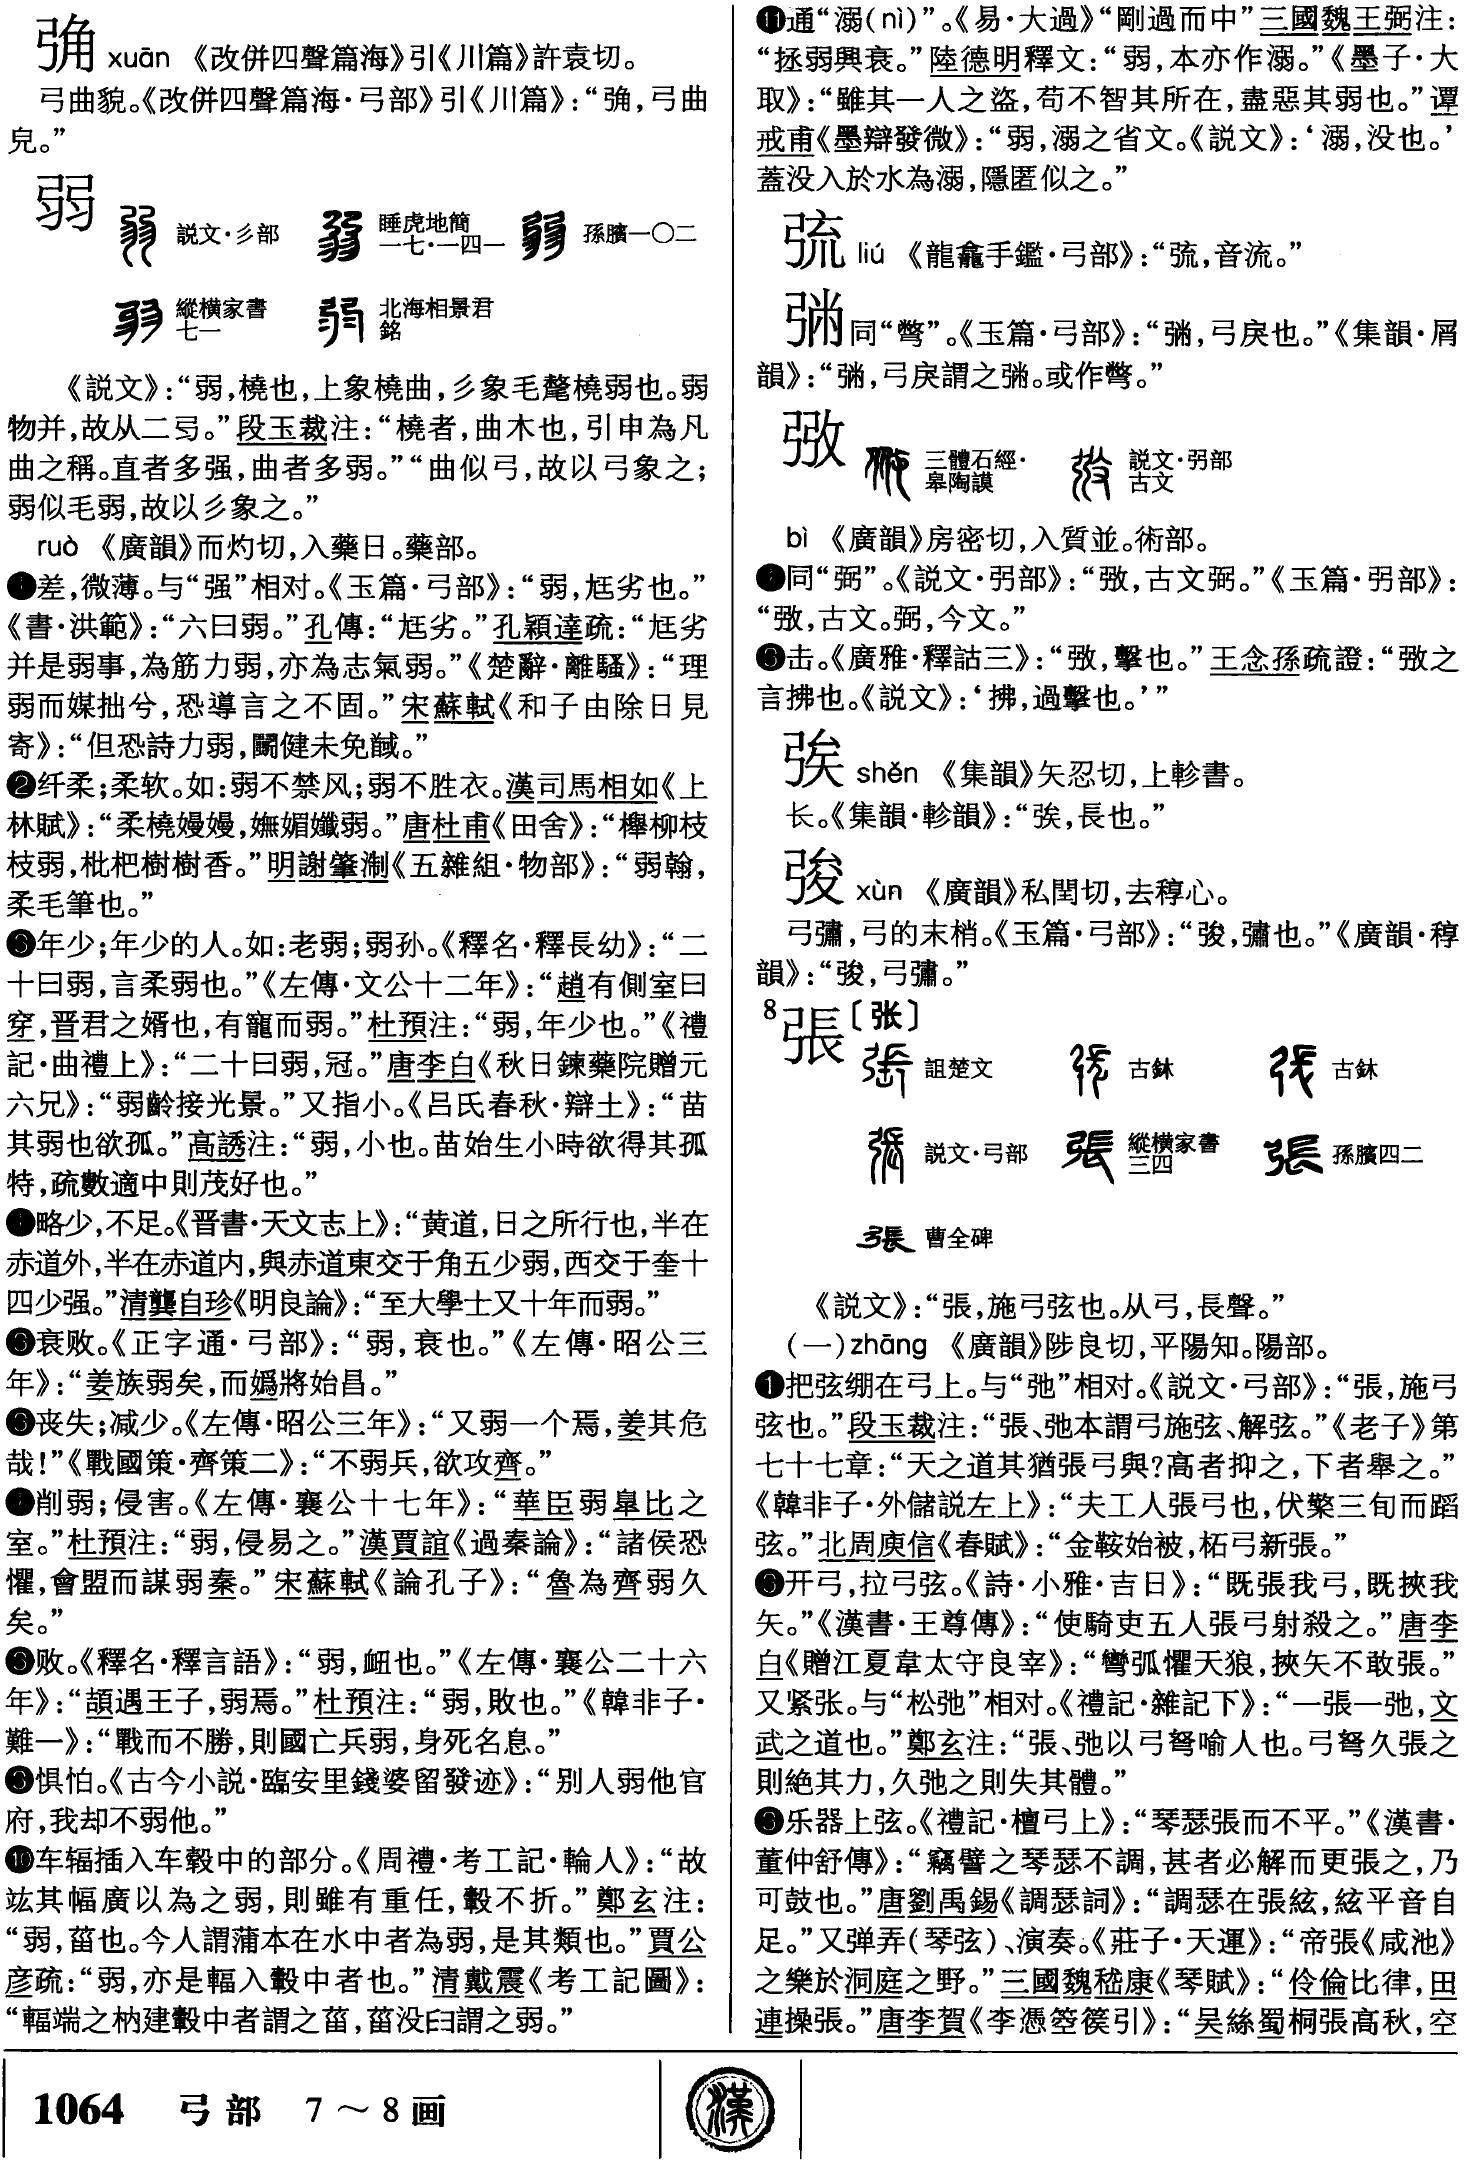 xuān 《改併四聲篇海》引《川篇》許袁切。
弓曲貌。《改併四聲篇海·弓部》引《川篇》：“，弓曲
皃。”
弱
説文·彡部
睡虎地簡
一七·一四一
孫臏一〇二
縱横家書
七一
北海相景君
銘
《説文》：“弱，橈也，上象橈曲，彡象毛氂橈弱也。弱
物并，故从二㢱。”段玉裁注：“橈者，曲木也，引申為凡
曲之稱。直者多强，曲者多弱。”“曲似弓，故以弓象之；
弱似毛弱，故以彡象之。”
ruò 《廣韻》而灼切，入藥日。藥部。
❶差，微薄。与“强”相对。《玉篇·弓部》：“弱，尪劣也。”
《書·洪範》：“六曰弱。”孔傳：“尪劣。”孔穎達疏：“尪劣
并是弱事，為筋力弱，亦為志氣弱。”《楚辭·離騷》：“理
弱而媒拙兮，恐導言之不固。”宋蘇軾《和子由除日見
寄》：“但恐詩力弱，鬭健未免馘。”
❷纤柔；柔软。如：弱不禁风；弱不胜衣。漢司馬相如《上
林賦》：“柔橈嫚嫚，嫵媚孅弱。”唐杜甫《田舍》：“櫸柳枝
枝弱，枇杷樹樹香。”明謝肇淛《五雜組·物部》：“弱翰，
柔毛筆也。”
❸年少；年少的人。如：老弱；弱孙。《釋名·釋長幼》：“二
十曰弱，言柔弱也。”《左傳·文公十二年》：“趙有側室曰
穿，晋君之婿也，有寵而弱。”杜預注：“弱，年少也。”《禮
記·曲禮上》：“二十曰弱，冠。”唐李白《秋日鍊藥院贈元
六兄》：“弱齡接光景。”又指小。《吕氏春秋·辯土》：“苗
其弱也欲孤。”高誘注：“弱，小也。苗始生小時欲得其孤
特，疏數適中則茂好也。”
❹略少，不足。《晋書·天文志上》：“黄道，日之所行也，半在
赤道外，半在赤道内，與赤道東交于角五少弱，西交于奎十
四少强。”清龔自珍《明良論》：“至大學士又十年而弱。”
❺衰败。《正字通·弓部》：“弱，衰也。”《左傳·昭公三
年》：“姜族弱矣，而嬀將始昌。”
❻丧失；减少。《左傳·昭公三年》：“又弱一个焉，姜其危
哉！”《戰國策·齊策二》：“不弱兵，欲攻齊。”
❼削弱；侵害。《左傳·襄公十七年》：“華臣弱皐比之
室。”杜預注：“弱，侵易之。”漢賈誼《過秦論》：“諸侯恐
懼，會盟而謀弱秦。”宋蘇軾《論孔子》：“魯為齊弱久
矣。”
❽败。《釋名·釋言語》：“弱，衄也。”《左傳·襄公二十六
年》：“頡遇王子，弱焉。”杜預注：“弱，敗也。”《韓非子·
難一》：“戰而不勝，則國亡兵弱，身死名息。”
❾惧怕。《古今小説·臨安里錢婆留發迹》：“别人弱他官
府，我却不弱他。”
❿车辐插入车毂中的部分。《周禮·考工記·輪人》：“故
竑其幅廣以為之弱，則雖有重任，轂不折。”鄭玄注：
“弱，菑也。今人謂蒲本在水中者為弱，是其類也。”賈公
彦疏：“弱，亦是輻入轂中者也。”清戴震《考工記圖》：
“輻端之枘建轂中者謂之菑，菑没臼謂之弱。”
⓫通“溺(nì)”。《易·大過》“剛過而中”三國魏王弼注：
“拯弱興衰。”陸德明釋文：“弱，本亦作溺。”《墨子·大
取》：“雖其一人之盜，苟不智其所在，盡惡其弱也。”谭
戒甫《墨辯發微》：“弱，溺之省文。《説文》：‘溺，没也。’
蓋没入於水為溺，隱匿似之。”
㢠 liú 《龍龕手鑑·弓部》：“㢠，音流。”
同“彆”。《玉篇·弓部》：“，弓戾也。”《集韻·屑
韻》：“，弓戾謂之。或作彆。”
㢸
三體石經·
皋陶謨
説文·弜部
古文
bì 《廣韻》房密切，入質並。術部。
❶同“弼”。《説文·弜部》：“㢸，古文弼。”《玉篇·弜部》：
“㢸，古文。弼，今文。”
❷击。《廣雅·釋詁三》：“㢸，擊也。”王念孫疏證：“㢸之
言拂也。《説文》：‘拂，過擊也。’”
shěn 《集韻》矢忍切，上軫書。
长。《集韻·軫韻》：“，長也。”
xùn 《廣韻》私閏切，去稕心。
弓彇，弓的末梢。《玉篇·弓部》：“，彇也。”《廣韻·稕
韻》：“，弓彇。”
8 張〔张〕
詛楚文
古鉢
古鉢
説文·弓部
縱横家書
三四
孫臏四二
曹全碑
《説文》：“張，施弓弦也。从弓，長聲。”
(一)zhāng 《廣韻》陟良切，平陽知。陽部。
❶把弦绷在弓上。与“弛”相对。《説文·弓部》：“張，施弓
弦也。”段玉裁注：“張、弛本謂弓施弦、解弦。”《老子》第
七十七章：“天之道其猶張弓與？高者抑之，下者舉之。”
《韓非子·外儲説左上》：“夫工人張弓也，伏檠三旬而蹈
弦。”北周庾信《春賦》：“金鞍始被，柘弓新張。”
❷开弓，拉弓弦。《詩·小雅·吉日》：“既張我弓，既挾我
矢。”《漢書·王尊傳》：“使騎吏五人張弓射殺之。”唐李
白《贈江夏韋太守良宰》：“彎弧懼天狼，挾矢不敢張。”
又紧张。与“松弛”相对。《禮記·雜記下》：“一張一弛，文
武之道也。”鄭玄注：“張、弛以弓弩喻人也。弓弩久張之
則絶其力，久弛之則失其體。”
❸乐器上弦。《禮記·檀弓上》：“琴瑟張而不平。”《漢書·
董仲舒傳》：“竊譬之琴瑟不調，甚者必解而更張之，乃
可鼓也。”唐劉禹錫《調瑟詞》：“調瑟在張絃，絃平音自
足。”又弹弄(琴弦)、演奏。《莊子·天運》：“帝張《咸池》
之樂於洞庭之野。”三國魏嵇康《琴賦》：“伶倫比律，田
連操張。”唐李賀《李憑箜篌引》：“吴絲蜀桐張高秋，空
1064 弓部 7～8画
漢